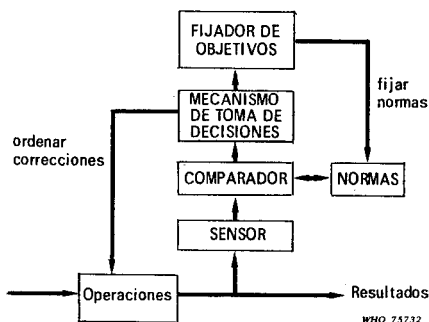 FIJADOR DE
OBJETIVOS
fijar
normas
MECANISMO
DE TOMA DE
DECISIONES
ordenar
correcciones
COMPARADOR
NORMAS
SENSOR
Operaciones
Resultados
WHO 75732